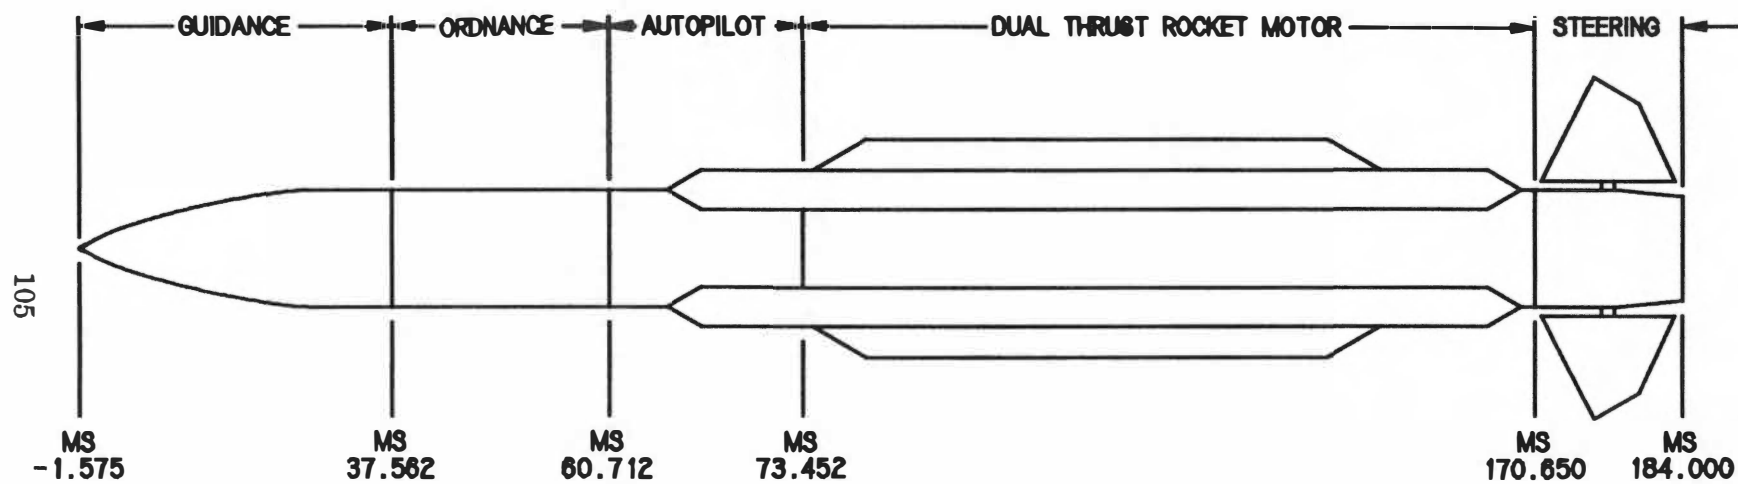 GUIDANCE ORDNANCE AUTOPILOT DUAL THRUST ROCKET MOTOR STEERING
105
MS MS MS MS MS MS
-1.575 37.562 60.712 73.452 170.650 184.000